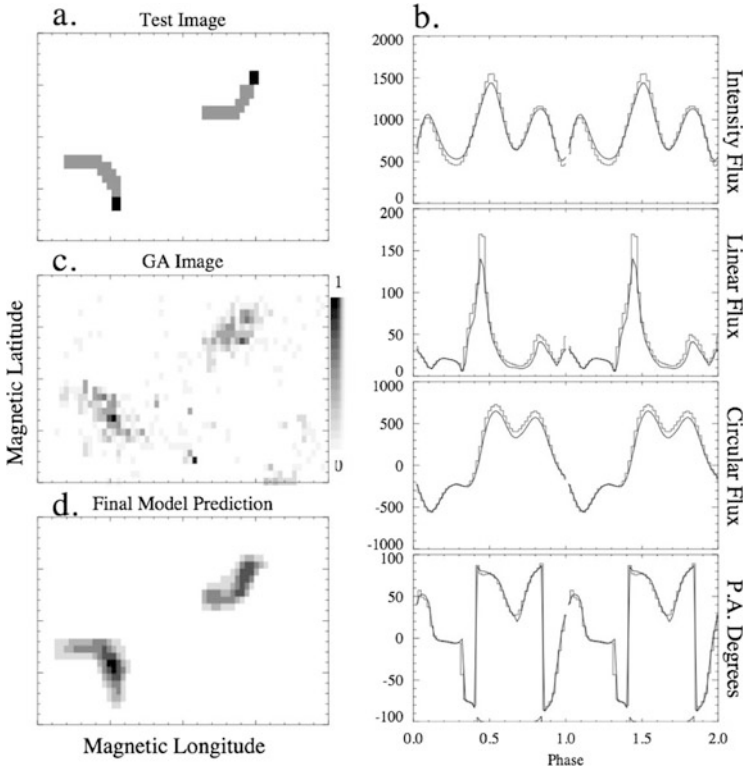 a.
Test Image
c.
GA Image
1
0
d.
Final Model Prediction
Magnetic Latitude
Magnetic Longitude
b.
2000
1500
1000
500
0
Intensity Flux
200
150
100
50
0
Linear Flux
1000
500
0
-500
-1000
Circular Flux
100
50
0
-50
-100
P.A. Degrees
0.0
0.5
1.0
1.5
2.0
Phase